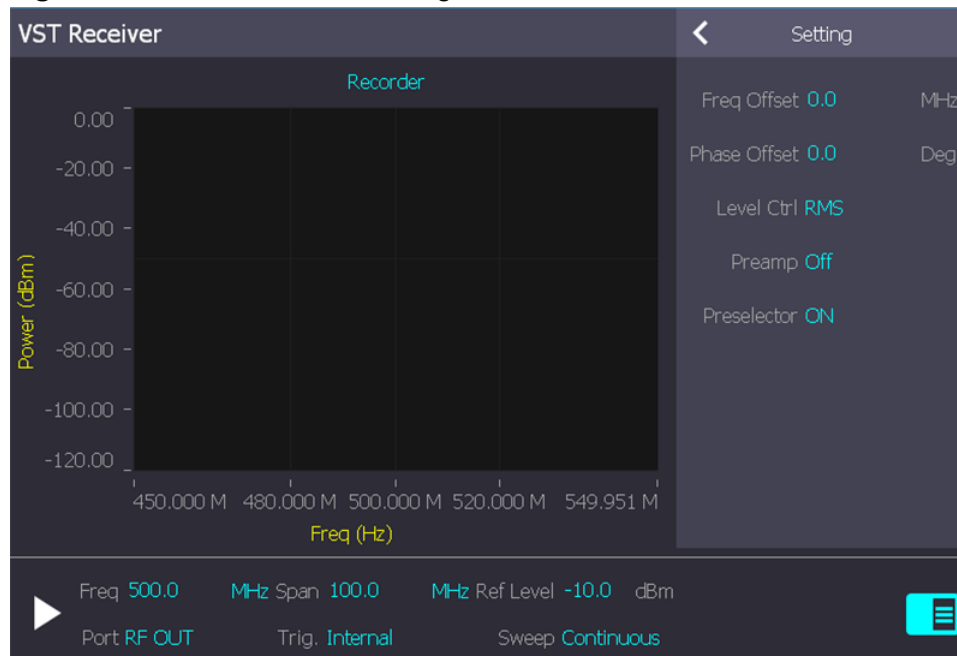 VST Receiver
Setting
Recorder
Freq Offset 0.0 MHz
Phase Offset 0.0 Deg
Level Ctrl RMS
Preamp Off
Preselector ON
Power (dBm)
0.00
-20.00
-40.00
-60.00
-80.00
-100.00
-120.00
450.000 M 480.000 M 500.000 M 520.000 M 549.951 M
Freq (Hz)
Freq 500.0 MHz Span 100.0 MHz Ref Level -10.0 dBm
Port RF OUT Trig. Internal Sweep Continuous